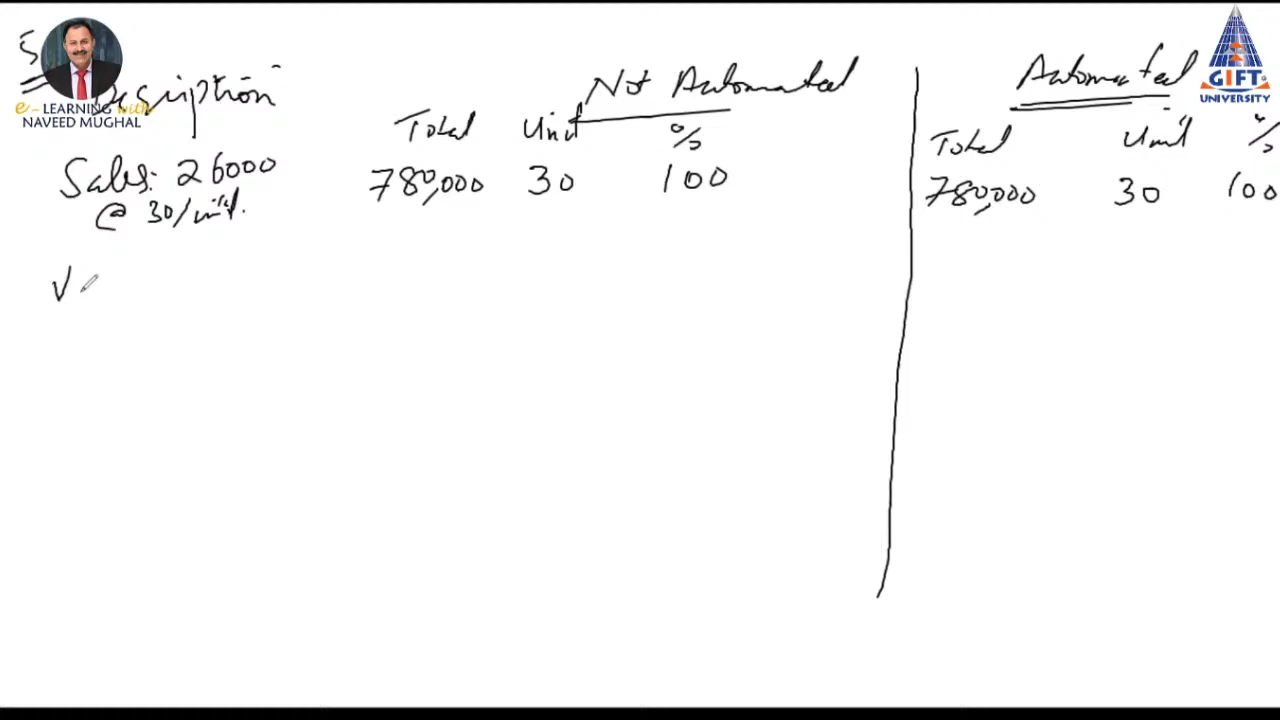 Not Automated
Automated
GIFT
UNIVERSITY
e-LEARNING with
NAVEED MUGHAL
Total Unit %
Total Unit %
Sales: 26000 780,000 30 100
780,000 30 100
@ 30/unit.
V